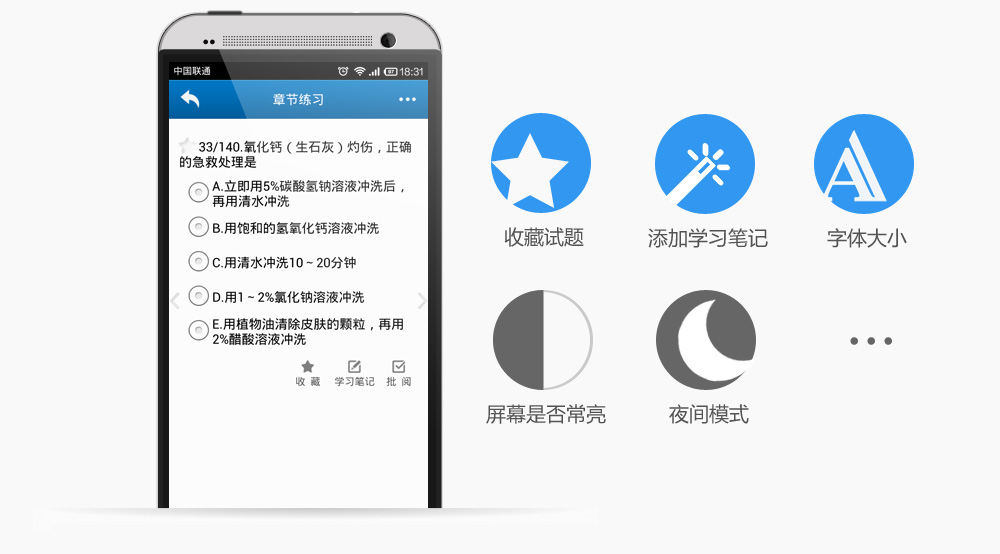 中国联通
18:31
章节练习
33/140.氧化钙（生石灰）灼伤，正确
的急救处理是
A.立即用5%碳酸氢钠溶液冲洗后，
再用清水冲洗
B.用饱和的氢氧化钙溶液冲洗
C.用清水冲洗10～20分钟
D.用1～2%氯化钠溶液冲洗
E.用植物油清除皮肤的颗粒，再用
2%醋酸溶液冲洗
收 藏
学习笔记
批 阅
收藏试题
添加学习笔记
字体大小
屏幕是否常亮
夜间模式